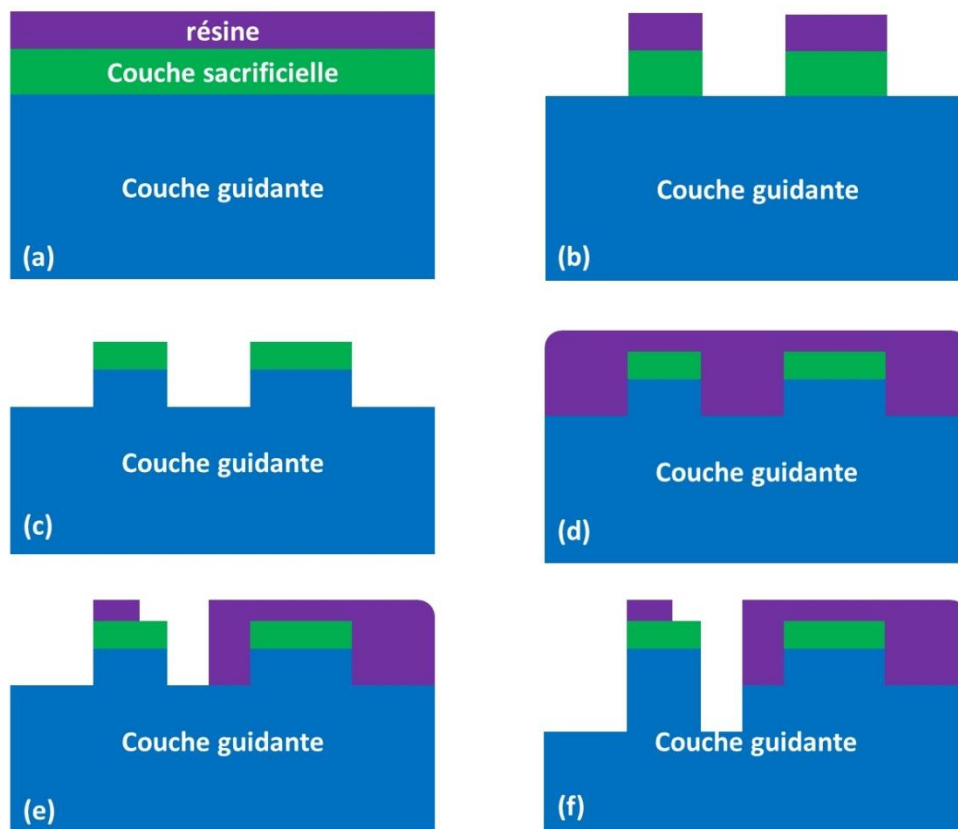 résine
Couche sacrificielle
Couche guidante
(a)
Couche guidante
(b)
Couche guidante
(c)
Couche guidante
(d)
Couche guidante
(e)
Couche guidante
(f)